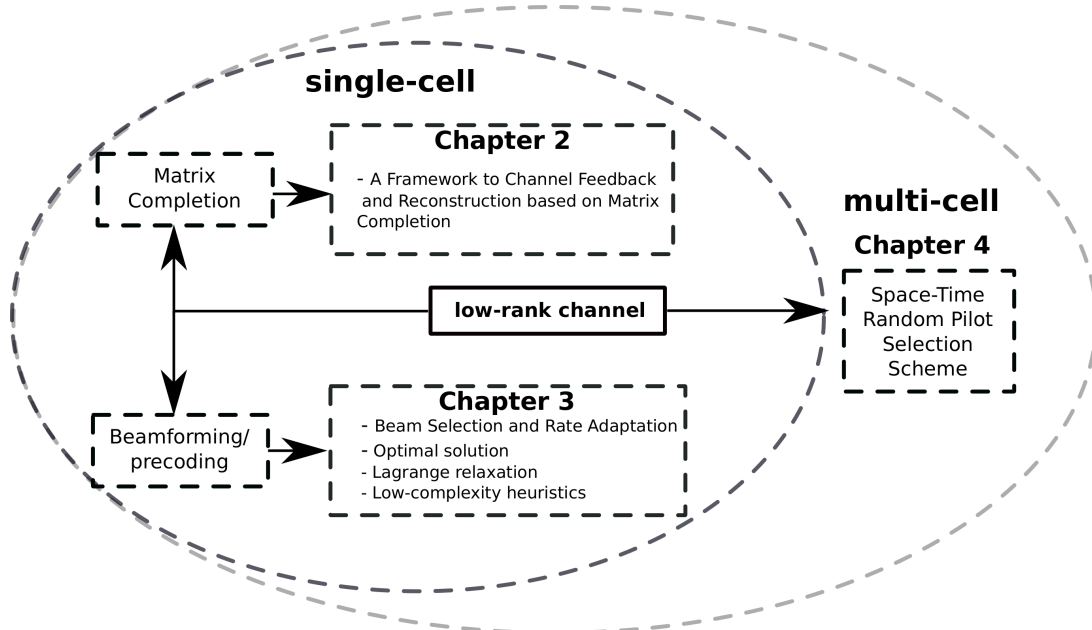 single-cell
Chapter 2
Matrix
Completion
- A Framework to Channel Feedback
and Reconstruction based on Matrix
Completion
multi-cell
Chapter 4
low-rank channel
Space-Time
Random Pilot
Selection
Scheme
Chapter 3
Beamforming/
precoding
- Beam Selection and Rate Adaptation
- Optimal solution
- Lagrange relaxation
- Low-complexity heuristics